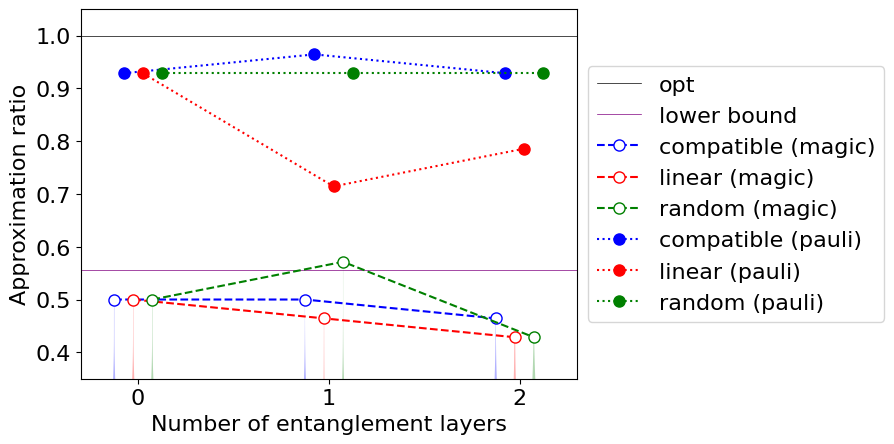 1.0
0.9
0.8
0.7
0.6
0.5
0.4
Approximation ratio
0 1 2
Number of entanglement layers
opt
lower bound
compatible (magic)
linear (magic)
random (magic)
compatible (pauli)
linear (pauli)
random (pauli)